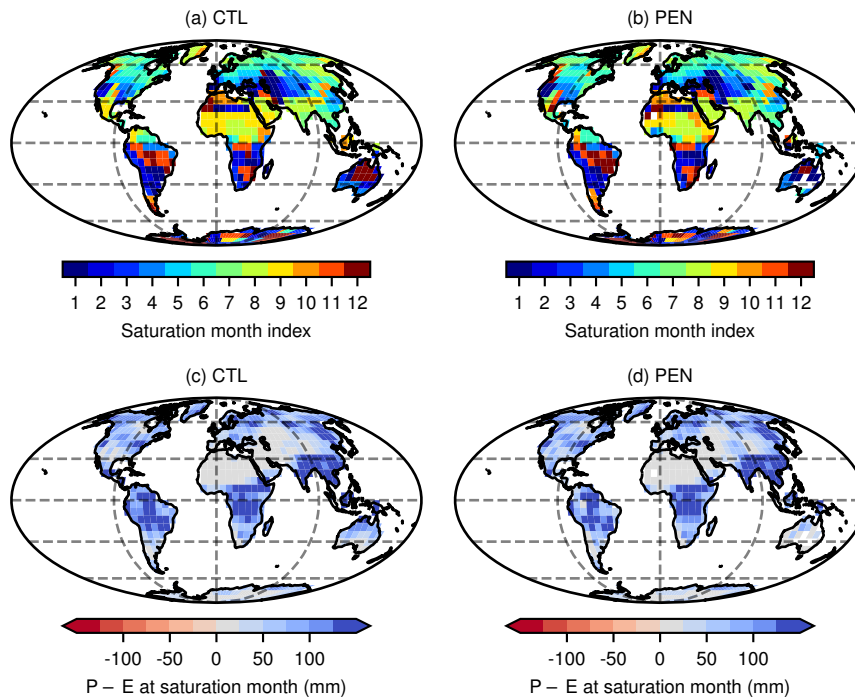 (a) CTL
(b) PEN
1 2 3 4 5 6 7 8 9 10 11 12
Saturation month index
1 2 3 4 5 6 7 8 9 10 11 12
Saturation month index
(c) CTL
(d) PEN
-100 -50 0 50 100
P – E at saturation month (mm)
-100 -50 0 50 100
P – E at saturation month (mm)